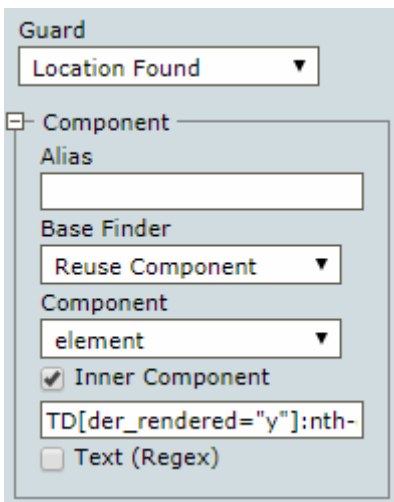 Guard
Location Found
Component
Alias
Base Finder
Reuse Component
Component
element
Inner Component
TD[der_rendered="y"]:nth-
Text (Regex)